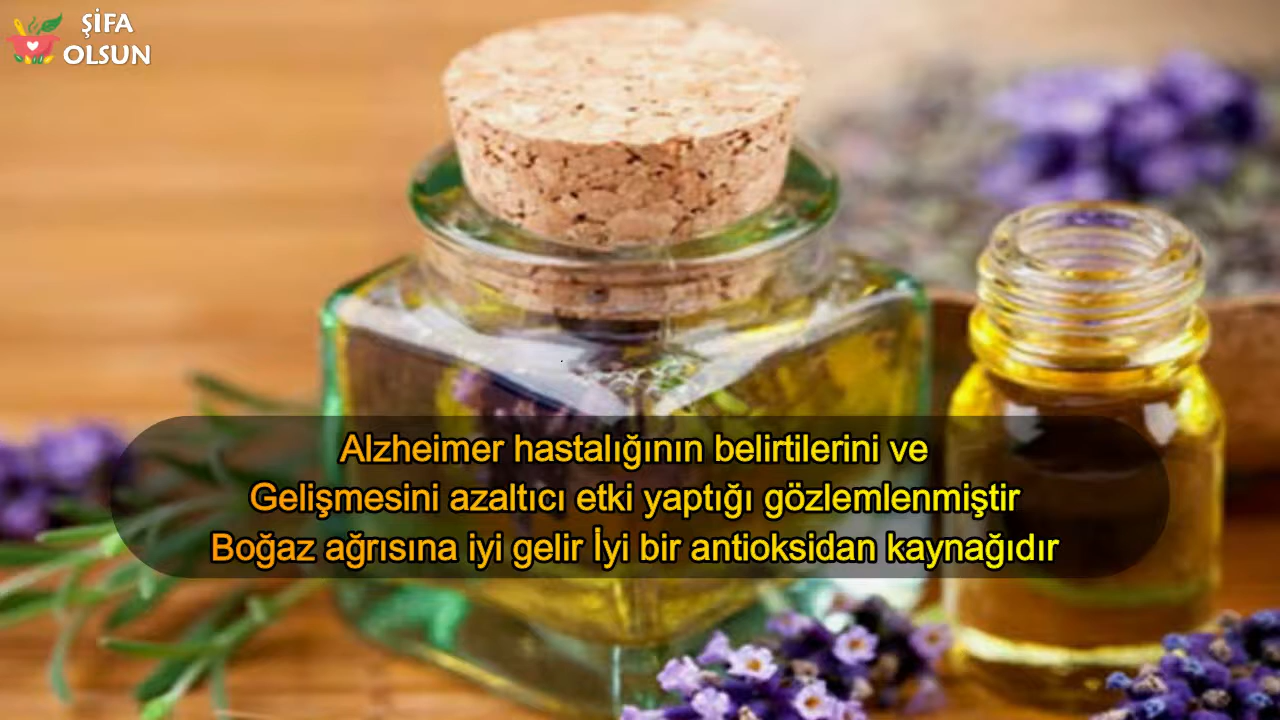 ŞİFA
OLSUN
Alzheimer hastalığının belirtilerini ve
Gelişmesini azaltıcı etki yaptığı gözlemlenmiştir
Boğaz ağrısına iyi gelir İyi bir antioksidan kaynağıdır